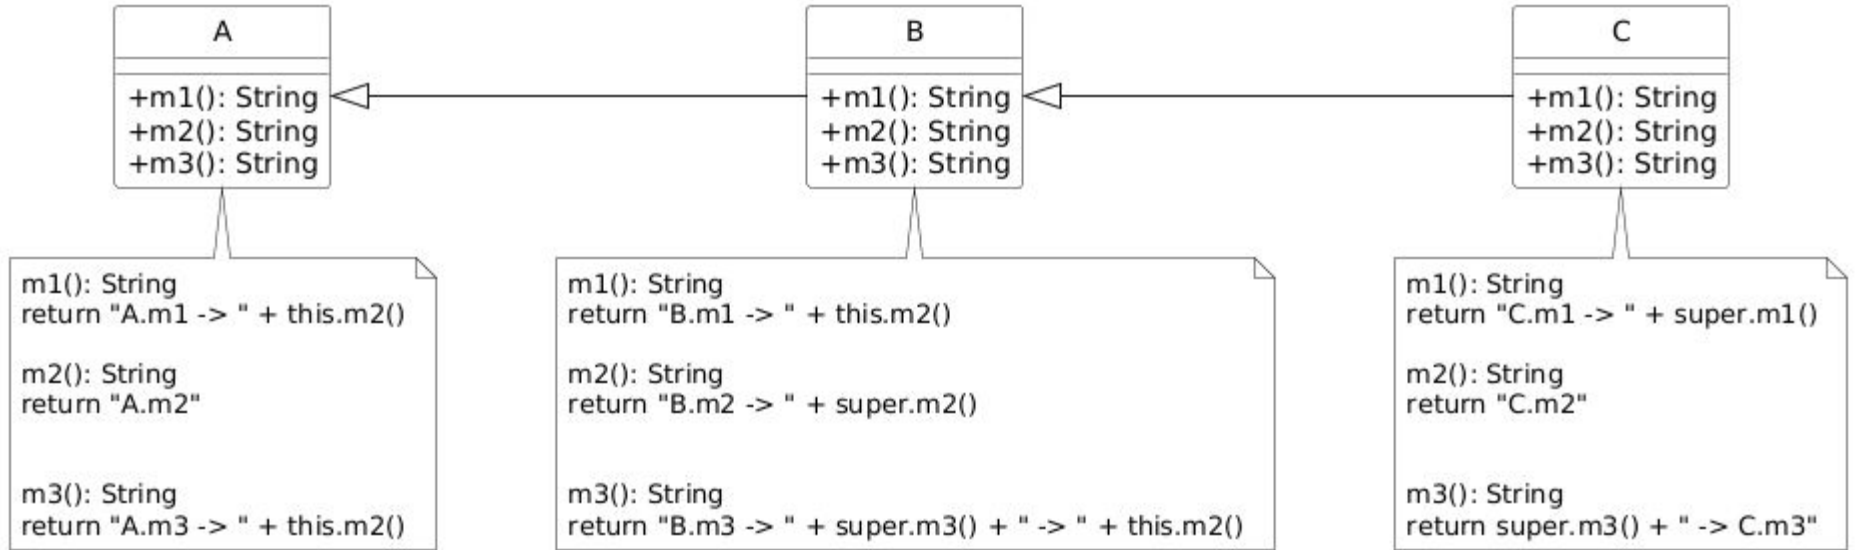 A
+m1(): String
+m2(): String
+m3(): String
B
+m1(): String
+m2(): String
+m3(): String
C
+m1(): String
+m2(): String
+m3(): String
m1(): String
return "A.m1 -> " + this.m2()
m2(): String
return "A.m2"
m3(): String
return "A.m3 -> " + this.m2()
m1(): String
return "B.m1 -> " + this.m2()
m2(): String
return "B.m2 -> " + super.m2()
m3(): String
return "B.m3 -> " + super.m3() + " -> " + this.m2()
m1(): String
return "C.m1 -> " + super.m1()
m2(): String
return "C.m2"
m3(): String
return super.m3() + " -> C.m3"